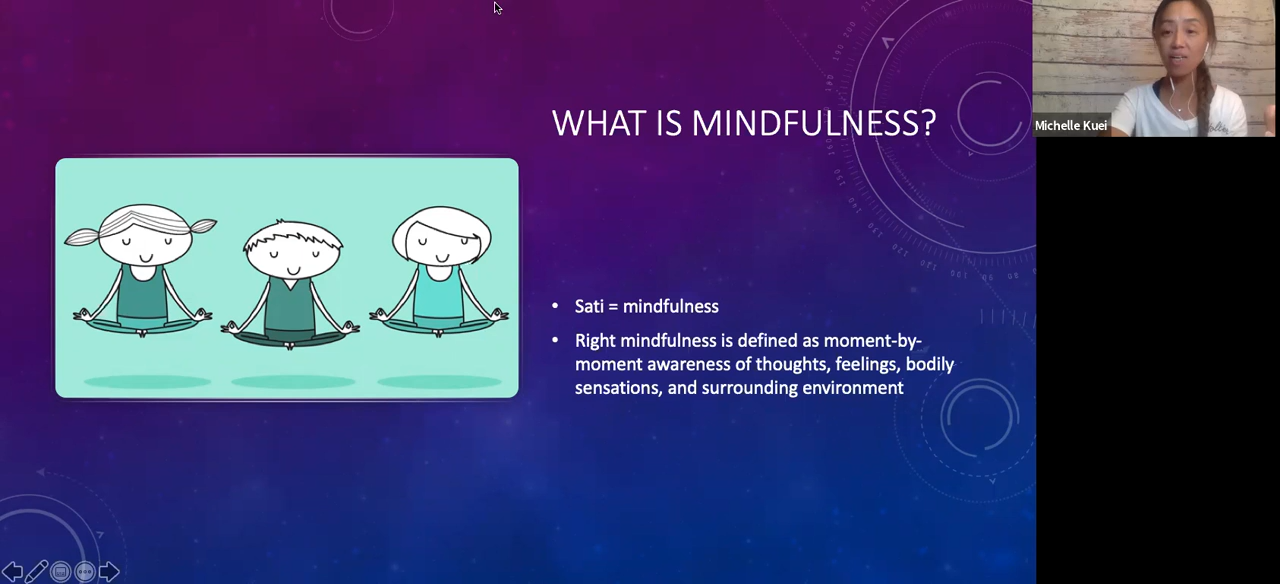 WHAT IS MINDFULNESS?
Michelle Kuei
• Sati = mindfulness
• Right mindfulness is defined as moment-by-
moment awareness of thoughts, feelings, bodily
sensations, and surrounding environment